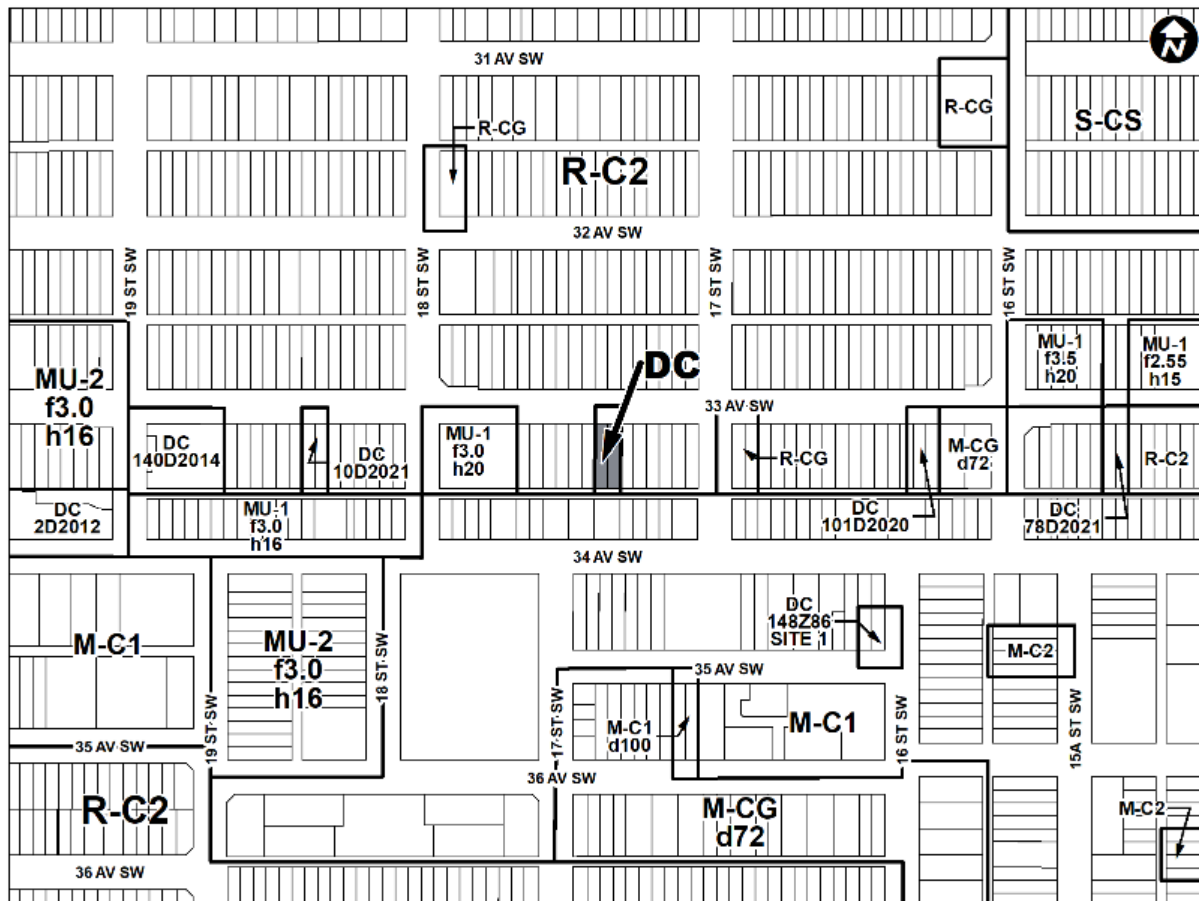 31 AV SW
N
R-CG
S-CS
R-CG
R-C2
32 AV SW
19 ST SW
18 ST SW
17 ST SW
16 ST SW
MU-2
f3.0
h16
DC
MU-1
f3.5
h20
MU-1
f2.55
h15
33 AV SW
DC
140D2014
DC
10D2021
MU-1
f3.0
h20
R-CG
M-CG
d72
R-C2
DC
2D2012
MU-1
f3.0
h16
DC
101D2020
DC
78D2021
34 AV SW
M-C1
MU-2
f3.0
h16
18 ST SW
DC
148Z86
SITE 1
M-C2
35 AV SW
19 ST SW
17 ST SW
M-C1
d100
M-C1
16 ST SW
15A ST SW
35 AV SW
36 AV SW
R-C2
M-CG
d72
M-C2
36 AV SW